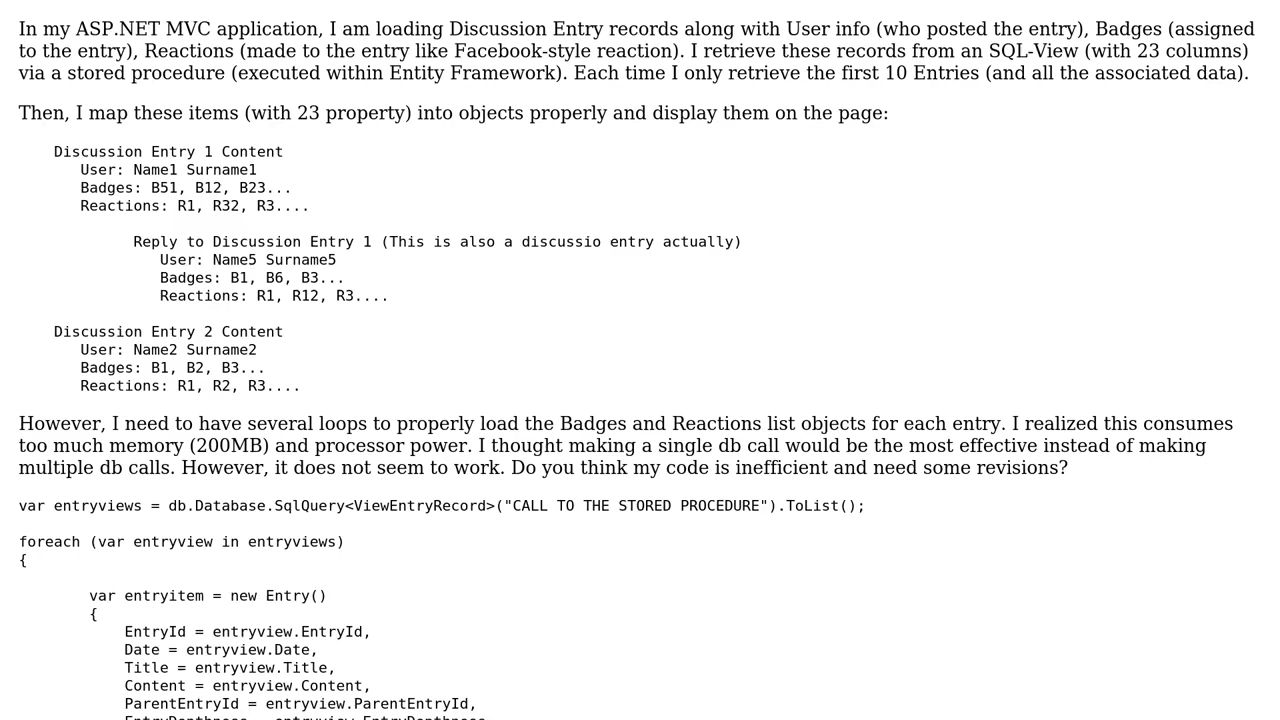 In my ASP.NET MVC application, I am loading Discussion Entry records along with User info (who posted the entry), Badges (assigned
to the entry), Reactions (made to the entry like Facebook-style reaction). I retrieve these records from an SQL-View (with 23 columns)
via a stored procedure (executed within Entity Framework). Each time I only retrieve the first 10 Entries (and all the associated data).
Then, I map these items (with 23 property) into objects properly and display them on the page:
Discussion Entry 1 Content
User: Name1 Surname1
Badges: B51, B12, B23...
Reactions: R1, R32, R3....
Reply to Discussion Entry 1 (This is also a discussio entry actually)
User: Name5 Surname5
Badges: B1, B6, B3...
Reactions: R1, R12, R3....
Discussion Entry 2 Content
User: Name2 Surname2
Badges: B1, B2, B3...
Reactions: R1, R2, R3....
However, I need to have several loops to properly load the Badges and Reactions list objects for each entry. I realized this consumes
too much memory (200MB) and processor power. I thought making a single db call would be the most effective instead of making
multiple db calls. However, it does not seem to work. Do you think my code is inefficient and need some revisions?
var entryviews = db.Database.SqlQuery<ViewEntryRecord>("CALL TO THE STORED PROCEDURE").ToList();
foreach (var entryview in entryviews)
{
var entryitem = new Entry()
{
EntryId = entryview.EntryId,
Date = entryview.Date,
Title = entryview.Title,
Content = entryview.Content,
ParentEntryId = entryview.ParentEntryId,